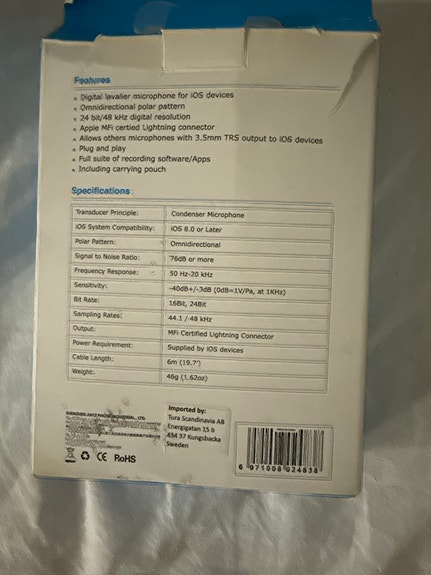 Features
Digital lavalier microphone for iOS devices
Omnidirectional polar pattern
24 bit/48 kHz digital resolution
Apple MFi certied Lightning connector
Allows others microphones with 3.5mm TRS output to iOS devices
Plug and play
Full suite of recording software/Apps
Including carrying pouch
Specifications
Transducer Principle: Condenser Microphone
iOS System Compatibility: iOS 8.0 or Later
Polar Pattern: Omnidirectional
Signal to Noise Ratio: 76dB or more
Frequency Response: 50 Hz-20 kHz
Sensitivity: -40dB+/-3dB (0dB=1V/Pa, at 1KHz)
Bit Rate: 16Bit, 24Bit
Sampling Rates: 44.1 / 48 kHz
Output: MFi Certified Lightning Connector
Power Requirement: Supplied by iOS devices
Cable Length: 6m (19.7')
Weight: 46g (1.62oz)
SHENZHEN CO., LTD.
Imported by:
Tura Scandinavia AB
Energigatan 15 b
434 37 Kungsbacka
Sweden
CE RoHS
6 971008 024838